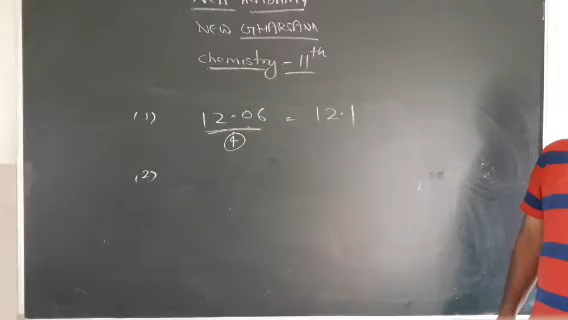 NEW GHARSANA
Chemistry - 11th
(1) 12.06 = 12.1
4
(2)